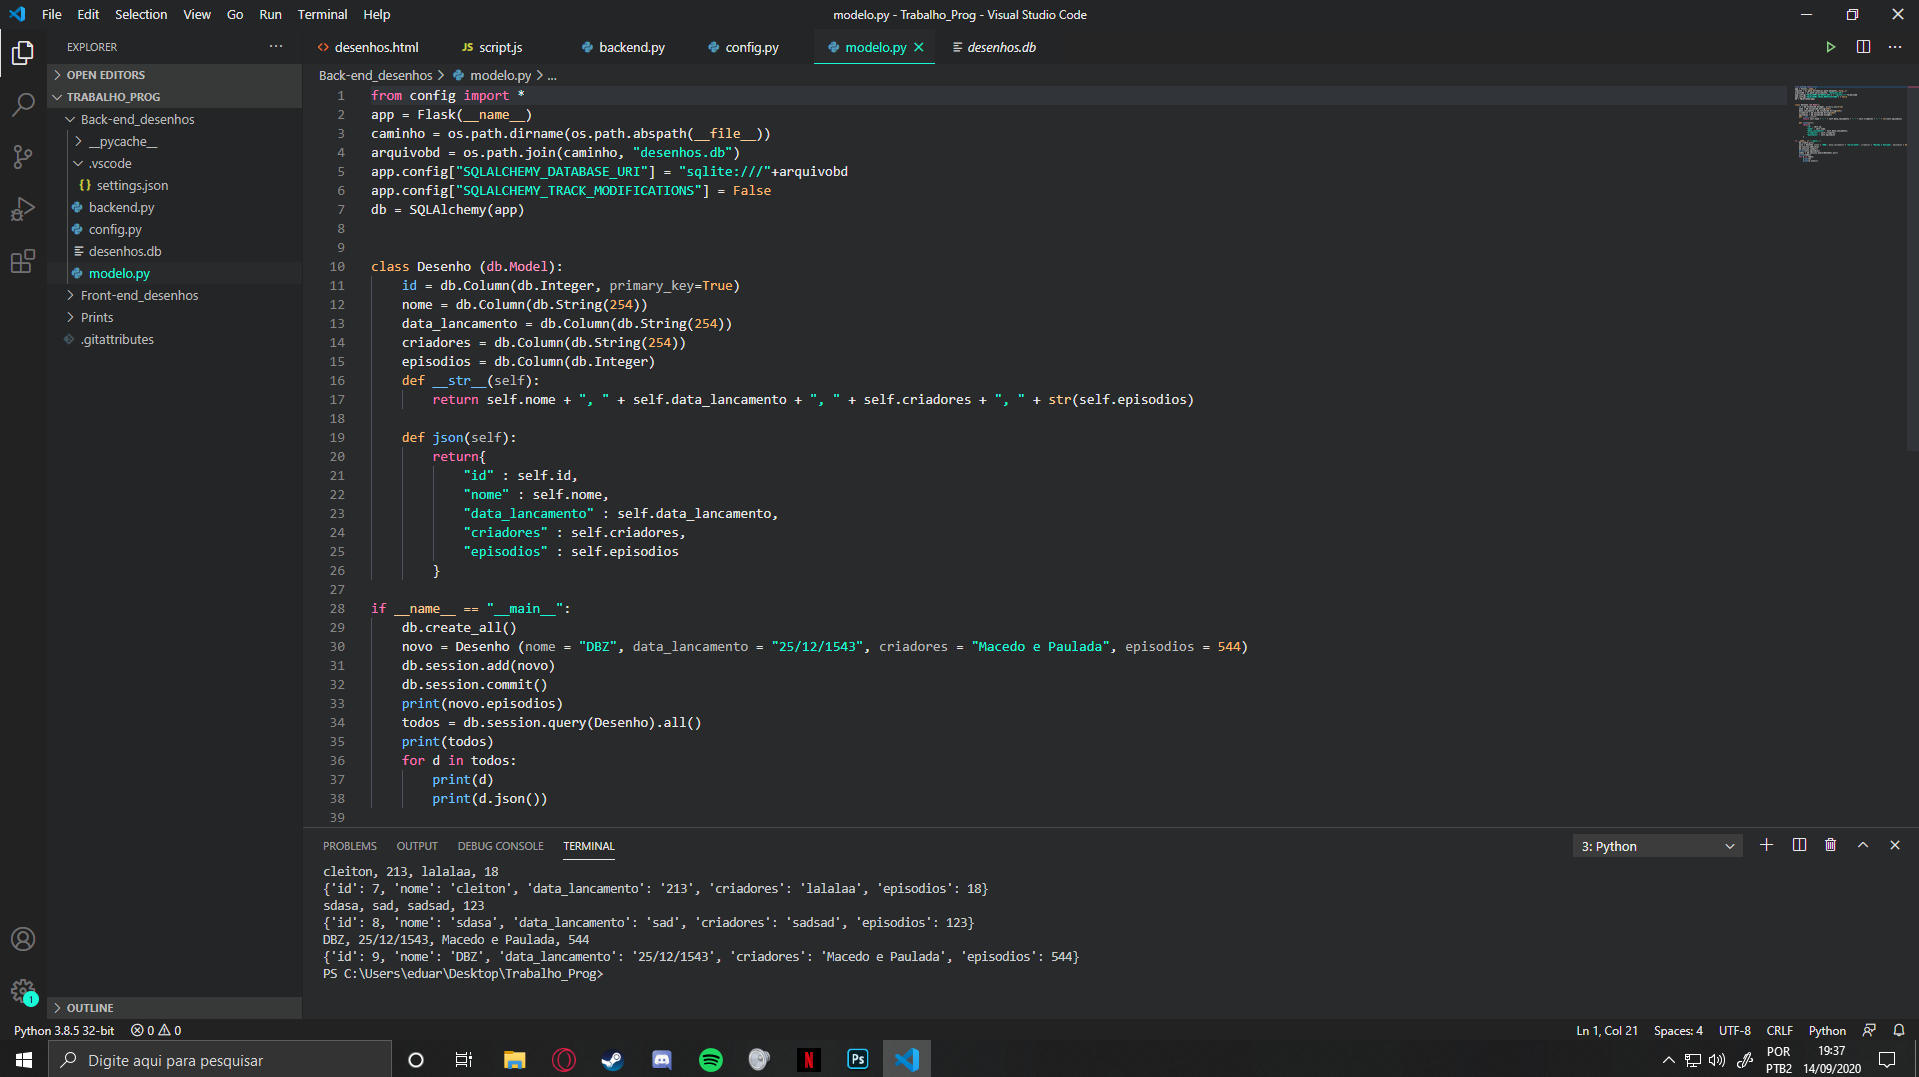 File Edit Selection View Go Run Terminal Help
modelo.py - Trabalho_Prog - Visual Studio Code
EXPLORER
desenhos.html
JS script.js
backend.py
config.py
modelo.py
desenhos.db
OPEN EDITORS
TRABALHO_PROG
Back-end_desenhos
__pycache__
.vscode
{} settings.json
backend.py
config.py
desenhos.db
modelo.py
Front-end_desenhos
Prints
.gitattributes
OUTLINE
Back-end_desenhos > modelo.py > ...
1 from config import *
2 app = Flask(__name__)
3 caminho = os.path.dirname(os.path.abspath(__file__))
4 arquivobd = os.path.join(caminho, "desenhos.db")
5 app.config["SQLALCHEMY_DATABASE_URI"] = "sqlite:///"+arquivobd
6 app.config["SQLALCHEMY_TRACK_MODIFICATIONS"] = False
7 db = SQLAlchemy(app)
8
9
10 class Desenho (db.Model):
11     id = db.Column(db.Integer, primary_key=True)
12     nome = db.Column(db.String(254))
13     data_lancamento = db.Column(db.String(254))
14     criadores = db.Column(db.String(254))
15     episodios = db.Column(db.Integer)
16     def __str__(self):
17         return self.nome + ", " + self.data_lancamento + ", " + self.criadores + ", " + str(self.episodios)
18
19     def json(self):
20         return{
21             "id" : self.id,
22             "nome" : self.nome,
23             "data_lancamento" : self.data_lancamento,
24             "criadores" : self.criadores,
25             "episodios" : self.episodios
26         }
27
28 if __name__ == "__main__":
29     db.create_all()
30     novo = Desenho (nome = "DBZ", data_lancamento = "25/12/1543", criadores = "Macedo e Paulada", episodios = 544)
31     db.session.add(novo)
32     db.session.commit()
33     print(novo.episodios)
34     todos = db.session.query(Desenho).all()
35     print(todos)
36     for d in todos:
37         print(d)
38         print(d.json())
39
PROBLEMS OUTPUT DEBUG CONSOLE TERMINAL
3: Python
cleiton, 213, lalalaa, 18
{'id': 7, 'nome': 'cleiton', 'data_lancamento': '213', 'criadores': 'lalalaa', 'episodios': 18}
sdasa, sad, sadsad, 123
{'id': 8, 'nome': 'sdasa', 'data_lancamento': 'sad', 'criadores': 'sadsad', 'episodios': 123}
DBZ, 25/12/1543, Macedo e Paulada, 544
{'id': 9, 'nome': 'DBZ', 'data_lancamento': '25/12/1543', 'criadores': 'Macedo e Paulada', 'episodios': 544}
PS C:\Users\eduar\Desktop\Trabalho_Prog>
1
Python 3.8.5 32-bit 0 0
Ln 1, Col 21 Spaces: 4 UTF-8 CRLF Python
Digite aqui para pesquisar
N
Ps
POR
PTB2
19:37
14/09/2020